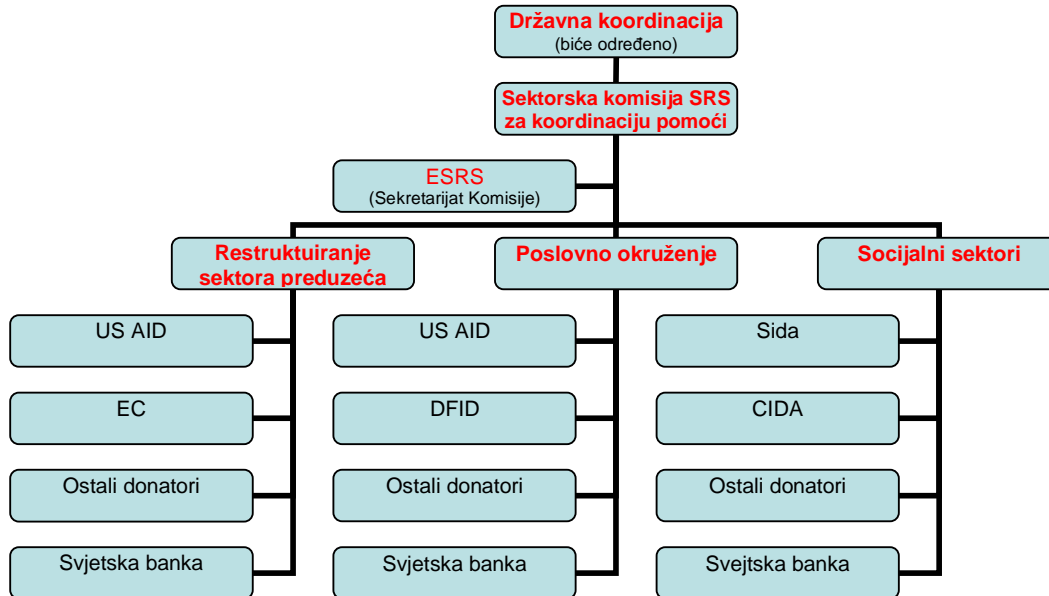 Državna koordinacija
(biće određeno)
Sektorska komisija SRS
za koordinaciju pomoći
ESRS
(Sekretarijat Komisije)
Restruktuiranje
sektora preduzeća
Poslovno okruženje
Socijalni sektori
US AID
US AID
Sida
EC
DFID
CIDA
Ostali donatori
Ostali donatori
Ostali donatori
Svjetska banka
Svjetska banka
Svejtska banka